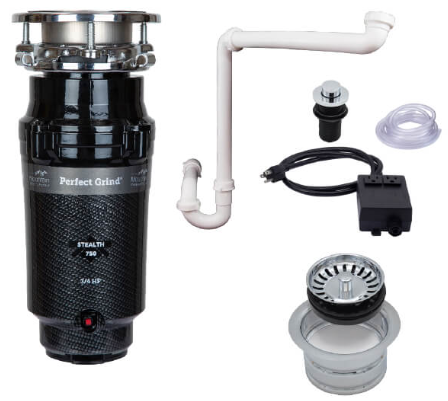 Perfect Grind®
STEALTH
750
3/4 HP